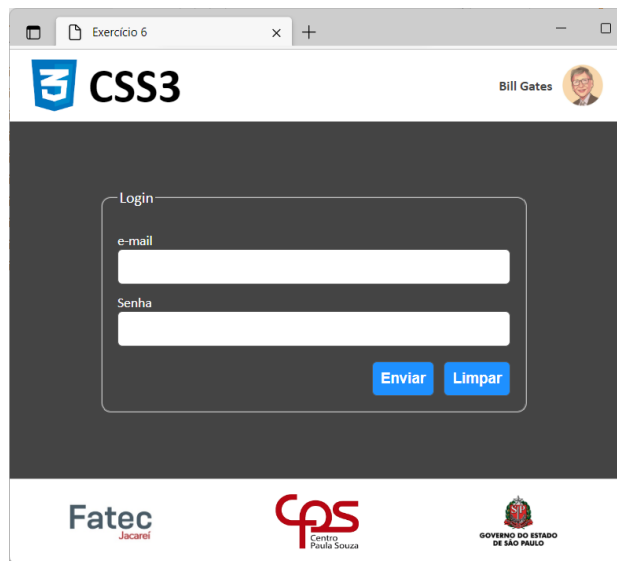 Exercício 6
CSS3
Bill Gates
Login
e-mail
Senha
Enviar
Limpar
Fatec
Jacareí
CPS
Centro
Paula Souza
GOVERNO DO ESTADO
DE SÃO PAULO